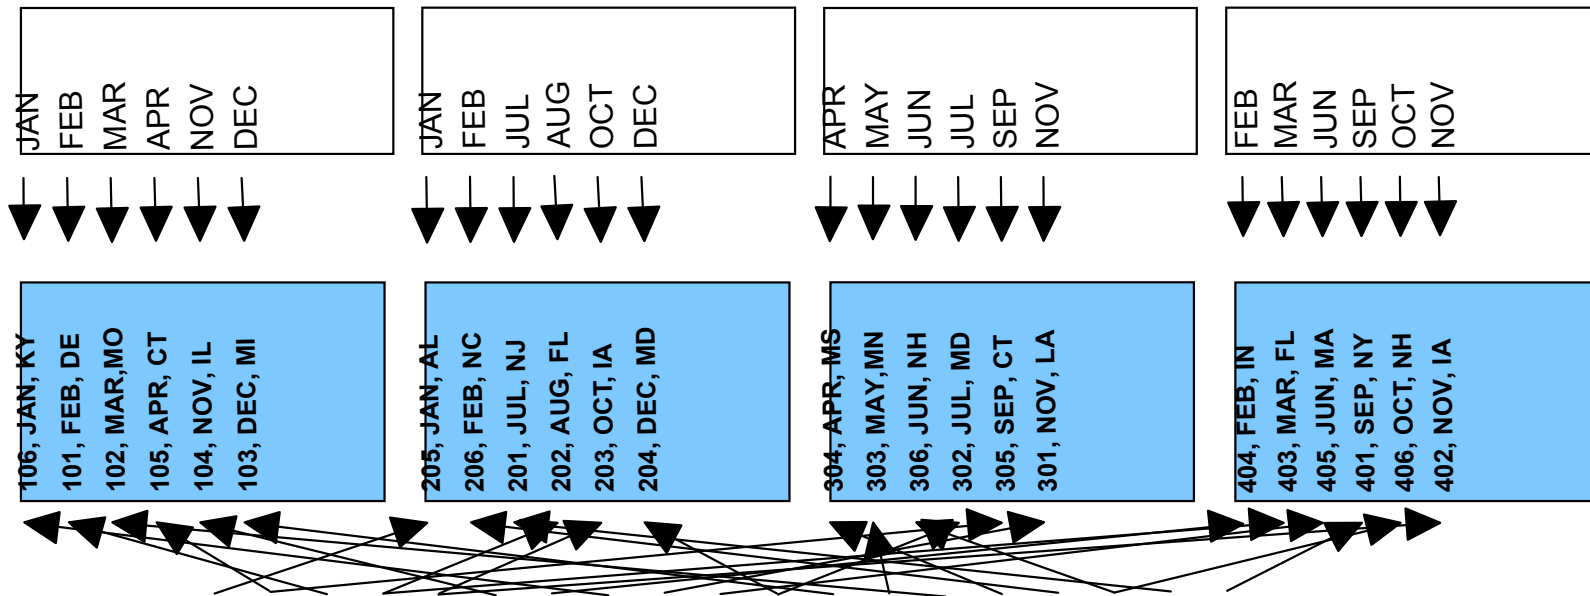 JAN
FEB
MAR
APR
NOV
DEC
JAN
FEB
JUL
AUG
OCT
DEC
APR
MAY
JUN
JUL
SEP
NOV
FEB
MAR
JUN
SEP
OCT
NOV
106, JAN, KY
101, FEB, DE
102, MAR,MO
105, APR, CT
104, NOV, IL
103, DEC, MI
205, JAN, AL
206, FEB, NC
201, JUL, NJ
202, AUG, FL
203, OCT, IA
204, DEC, MD
304, APR, MS
303, MAY,MN
306, JUN, NH
302, JUL, MD
305, SEP, CT
301, NOV, LA
404, FEB, IN
403, MAR, FL
405, JUN, MA
401, SEP, NY
406, OCT, NH
402, NOV, IA